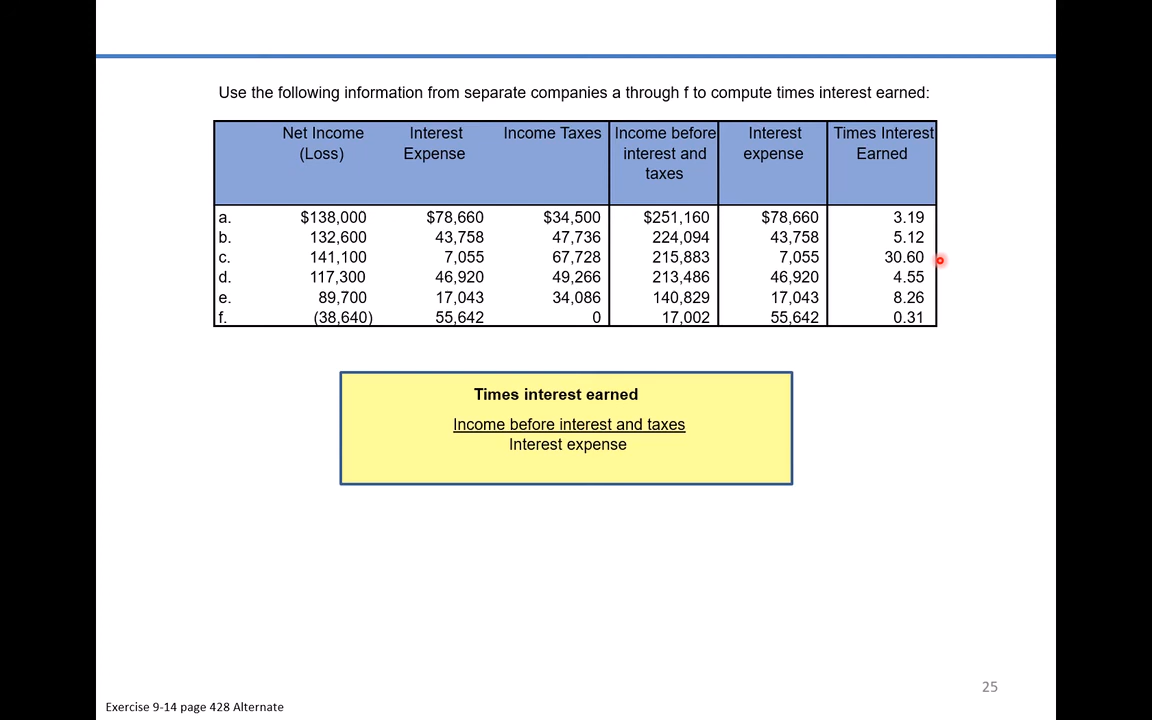 Use the following information from separate companies a through f to compute times interest earned:
Net Income (Loss) Interest Expense Income Taxes Income before interest and taxes Interest expense Times Interest Earned
a. $138,000 $78,660 $34,500 $251,160 $78,660 3.19
b. 132,600 43,758 47,736 224,094 43,758 5.12
c. 141,100 7,055 67,728 215,883 7,055 30.60
d. 117,300 46,920 49,266 213,486 46,920 4.55
e. 89,700 17,043 34,086 140,829 17,043 8.26
f. (38,640) 55,642 0 17,002 55,642 0.31
Times interest earned
Income before interest and taxes
Interest expense
25
Exercise 9-14 page 428 Alternate